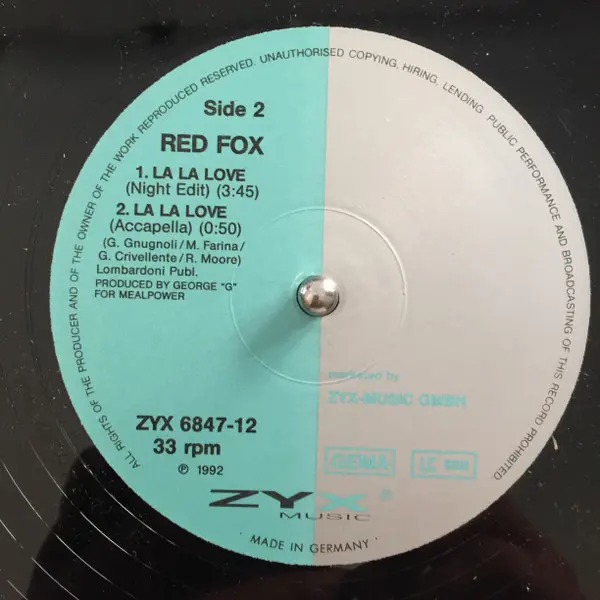 ALL RIGHTS OF THE PRODUCER AND OF THE OWNER OF THE WORK REPRODUCED RESERVED. UNAUTHORISED COPYING, HIRING, LENDING, PUBLIC PERFORMANCE AND BROADCASTING OF THIS RECORD PROHIBITED.
Side 2
RED FOX
1. LA LA LOVE
(Night Edit) (3:45)
2. LA LA LOVE
(Accapella) (0:50)
(G. Gnugnoli/M. Farina/
G. Crivellente/R. Moore)
Lombardoni Publ.
PRODUCED BY GEORGE "G"
FOR MEALPOWER
marketed by
ZYX-MUSIC GMBH
ZYX 6847-12
33 rpm
℗ 1992
GEMA LC
ZYX ®
MUSIC
· MADE IN GERMANY ·